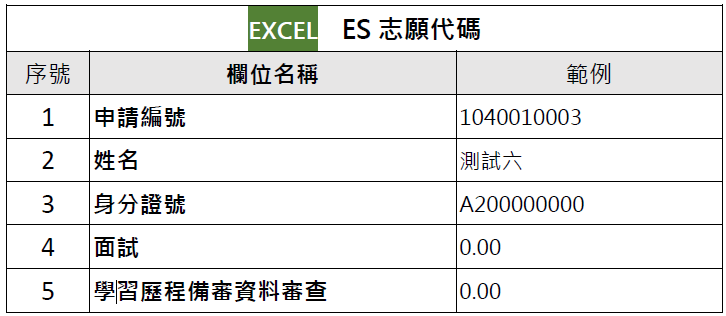 EXCEL ES 志願代碼
序號 欄位名稱 範例
1 申請編號 1040010003
2 姓名 測試六
3 身分證號 A200000000
4 面試 0.00
5 學習歷程備審資料審查 0.00